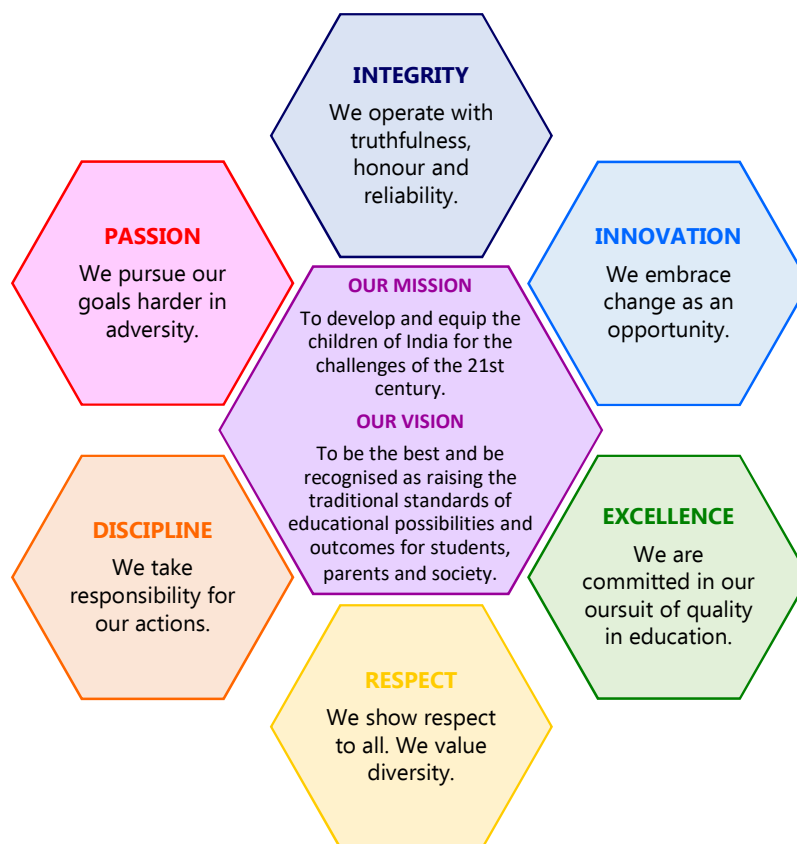 INTEGRITY
We operate with
truthfulness,
honour and
reliability.
PASSION
We pursue our
goals harder in
adversity.
INNOVATION
We embrace
change as an
opportunity.
OUR MISSION
To develop and equip the
children of India for the
challenges of the 21st
century.
OUR VISION
To be the best and be
recognised as raising the
traditional standards of
educational possibilities and
outcomes for students,
parents and society.
DISCIPLINE
We take
responsibility for
our actions.
EXCELLENCE
We are
committed in our
oursuit of quality
in education.
RESPECT
We show respect
to all. We value
diversity.